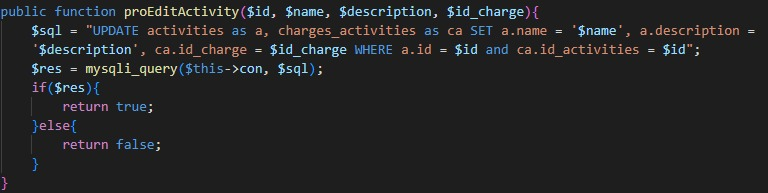 public function proEditActivity($id, $name, $description, $id_charge){
$sql = "UPDATE activities as a, charges_activities as ca SET a.name = '$name', a.description =
'$description', ca.id_charge = $id_charge WHERE a.id = $id and ca.id_activities = $id";
$res = mysqli_query($this->con, $sql);
if($res){
return true;
}else{
return false;
}
}